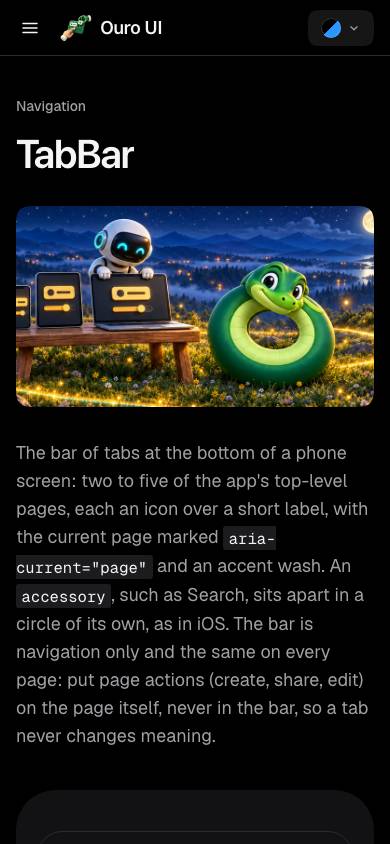 Ouro UI
Navigation
TabBar
The bar of tabs at the bottom of a phone
screen: two to five of the app's top-level
pages, each an icon over a short label, with
the current page marked aria-
current="page" and an accent wash. An
accessory, such as Search, sits apart in a
circle of its own, as in iOS. The bar is
navigation only and the same on every
page: put page actions (create, share, edit)
on the page itself, never in the bar, so a tab
never changes meaning.